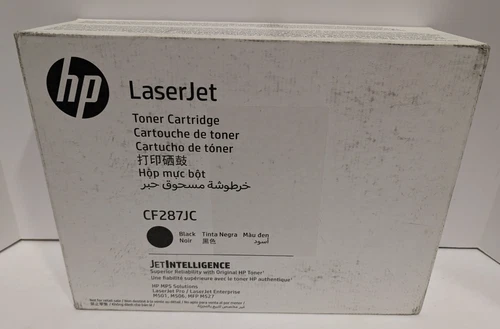 hp
LaserJet
Toner Cartridge
Cartouche de toner
Cartucho de tóner
打印硒鼓
Hộp mực bột
خرطوشة مسحوق حبر
CF287JC
Black Tinta Negra Màu đen
Noir 黑色 أسود
JETINTELLIGENCE
Superior Reliability with Original HP Toner¹
Une fiabilité supérieure avec le toner HP authentique¹
HP MPS Solutions
LaserJet Pro / LaserJet Enterprise
M501, M506, MFP M527